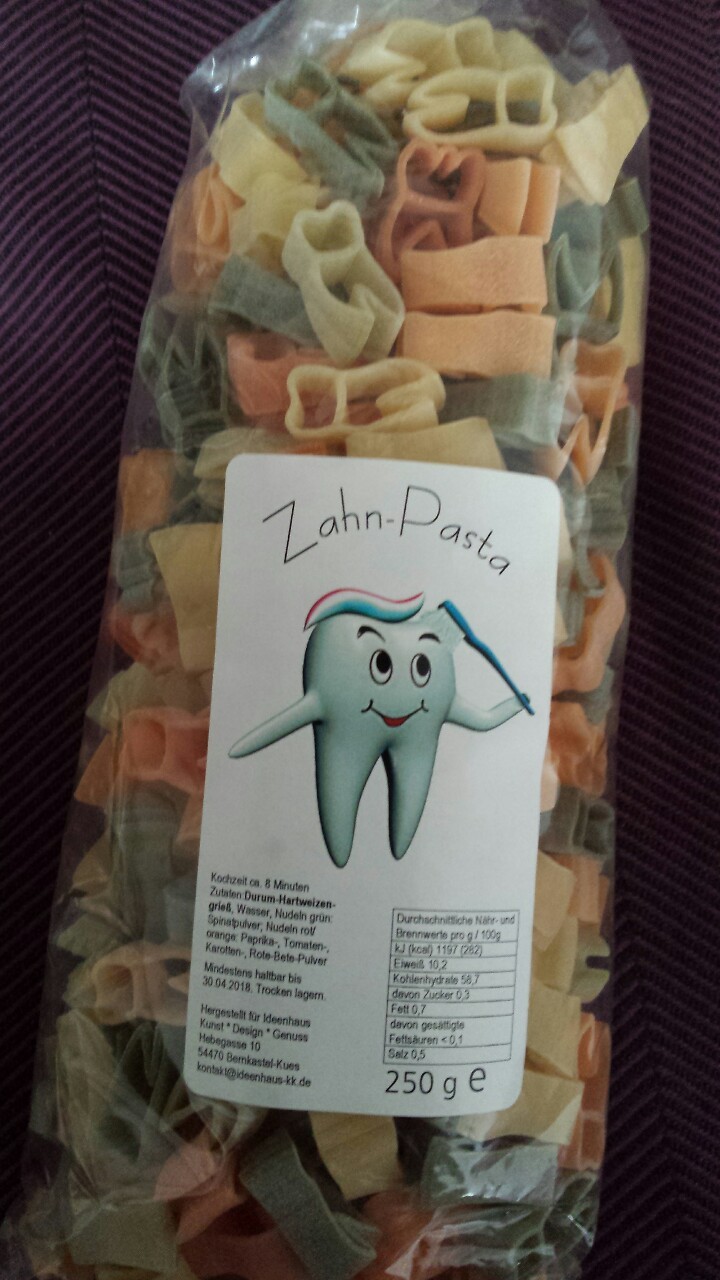 Zahn-Pasta
Kochzeit ca. 8 Minuten
Zutaten:Durum-Hartweizen-
grieß, Wasser, Nudeln grün:
Spinatpulver, Nudeln rot/
orange: Paprika-, Tomaten-,
Karotten-, Rote-Bete-Pulver
Mindestens haltbar bis
30.04.2018. Trocken lagern.
Hergestellt für Ideenhaus
Kunst * Design * Genuss
Hebegasse 10
54470 Bernkastel-Kues
kontakt@ideenhaus-kk.de
Durchschnittliche Nähr- und
Brennwerte pro g / 100g
kJ (kcal) 1197 (282)
Eiweiß 10,2
Kohlenhydrate 58,7
davon Zucker 0,3
Fett 0,7
davon gesättigte
Fettsäuren < 0,1
Salz 0,5
250 g e